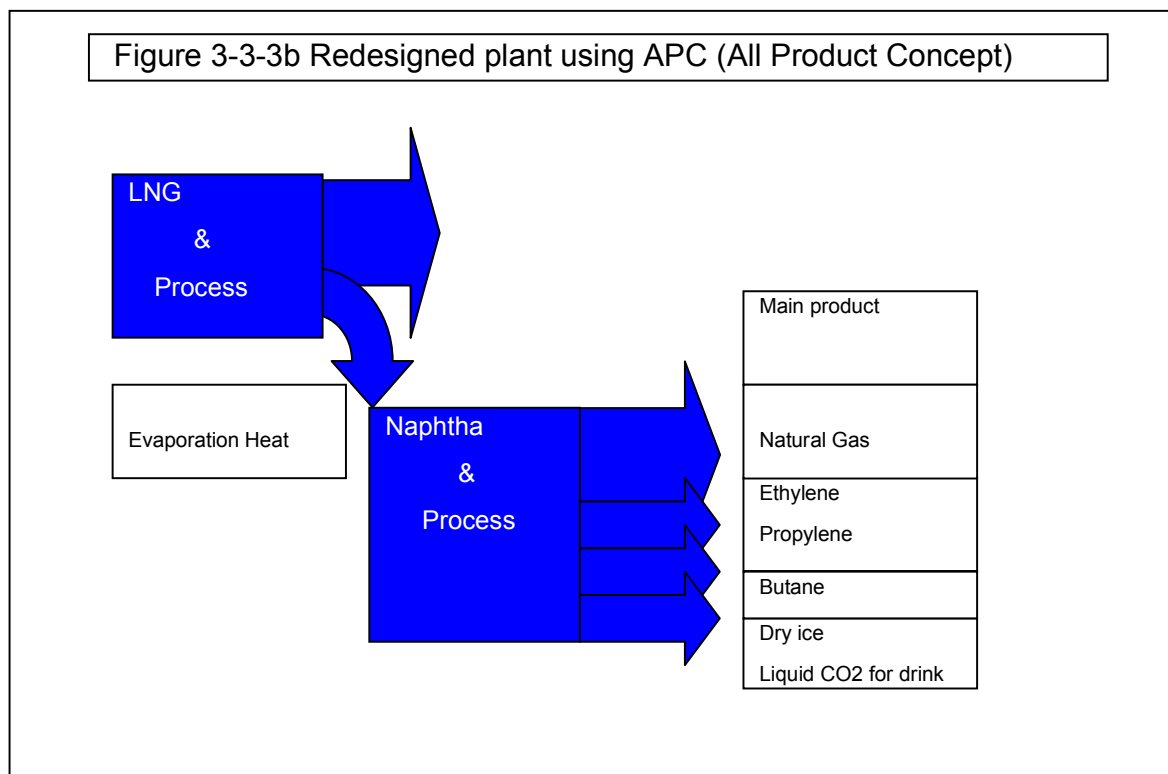 Figure 3-3-3b Redesigned plant using APC (All Product Concept)
LNG
&
Process
Evaporation Heat
Naphtha
&
Process
Main product
Natural Gas
Ethylene
Propylene
Butane
Dry ice
Liquid CO2 for drink